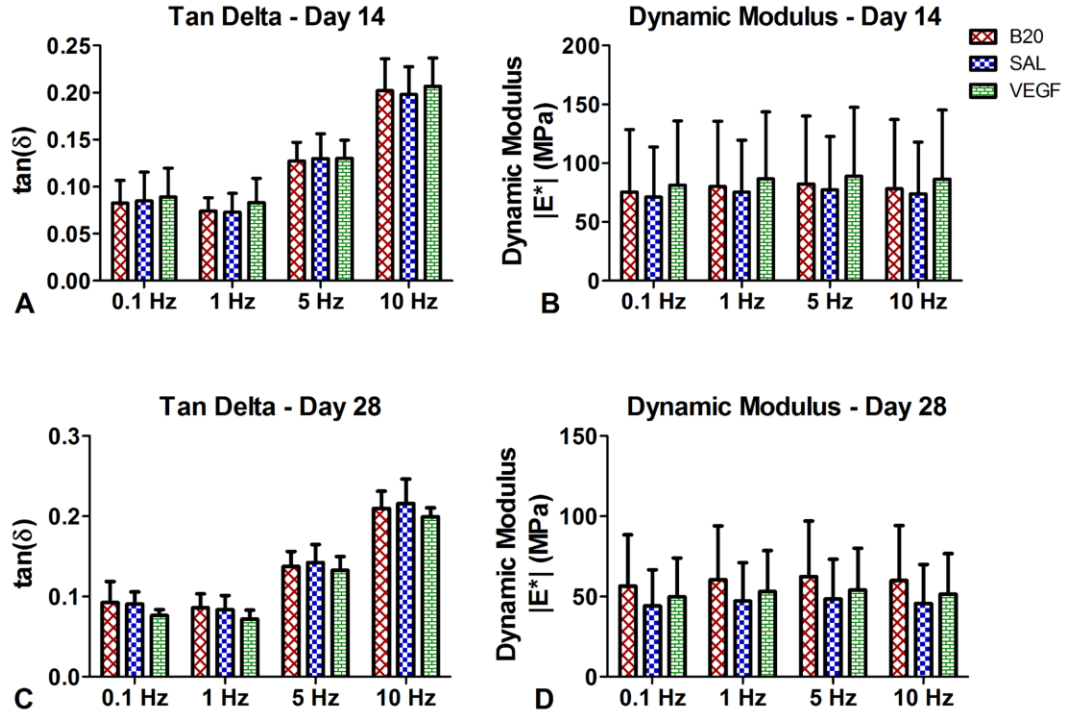 Tan Delta - Day 14
tan(δ)
0.25
0.20
0.15
0.10
0.05
0.00
0.1 Hz 1 Hz 5 Hz 10 Hz
A
Dynamic Modulus - Day 14
Dynamic Modulus
|E*| (MPa)
200
150
100
50
0
0.1 Hz 1 Hz 5 Hz 10 Hz
B
B20
SAL
VEGF
Tan Delta - Day 28
tan(δ)
0.3
0.2
0.1
0.0
0.1 Hz 1 Hz 5 Hz 10 Hz
C
Dynamic Modulus - Day 28
Dynamic Modulus
|E*| (MPa)
150
100
50
0
0.1 Hz 1 Hz 5 Hz 10 Hz
D